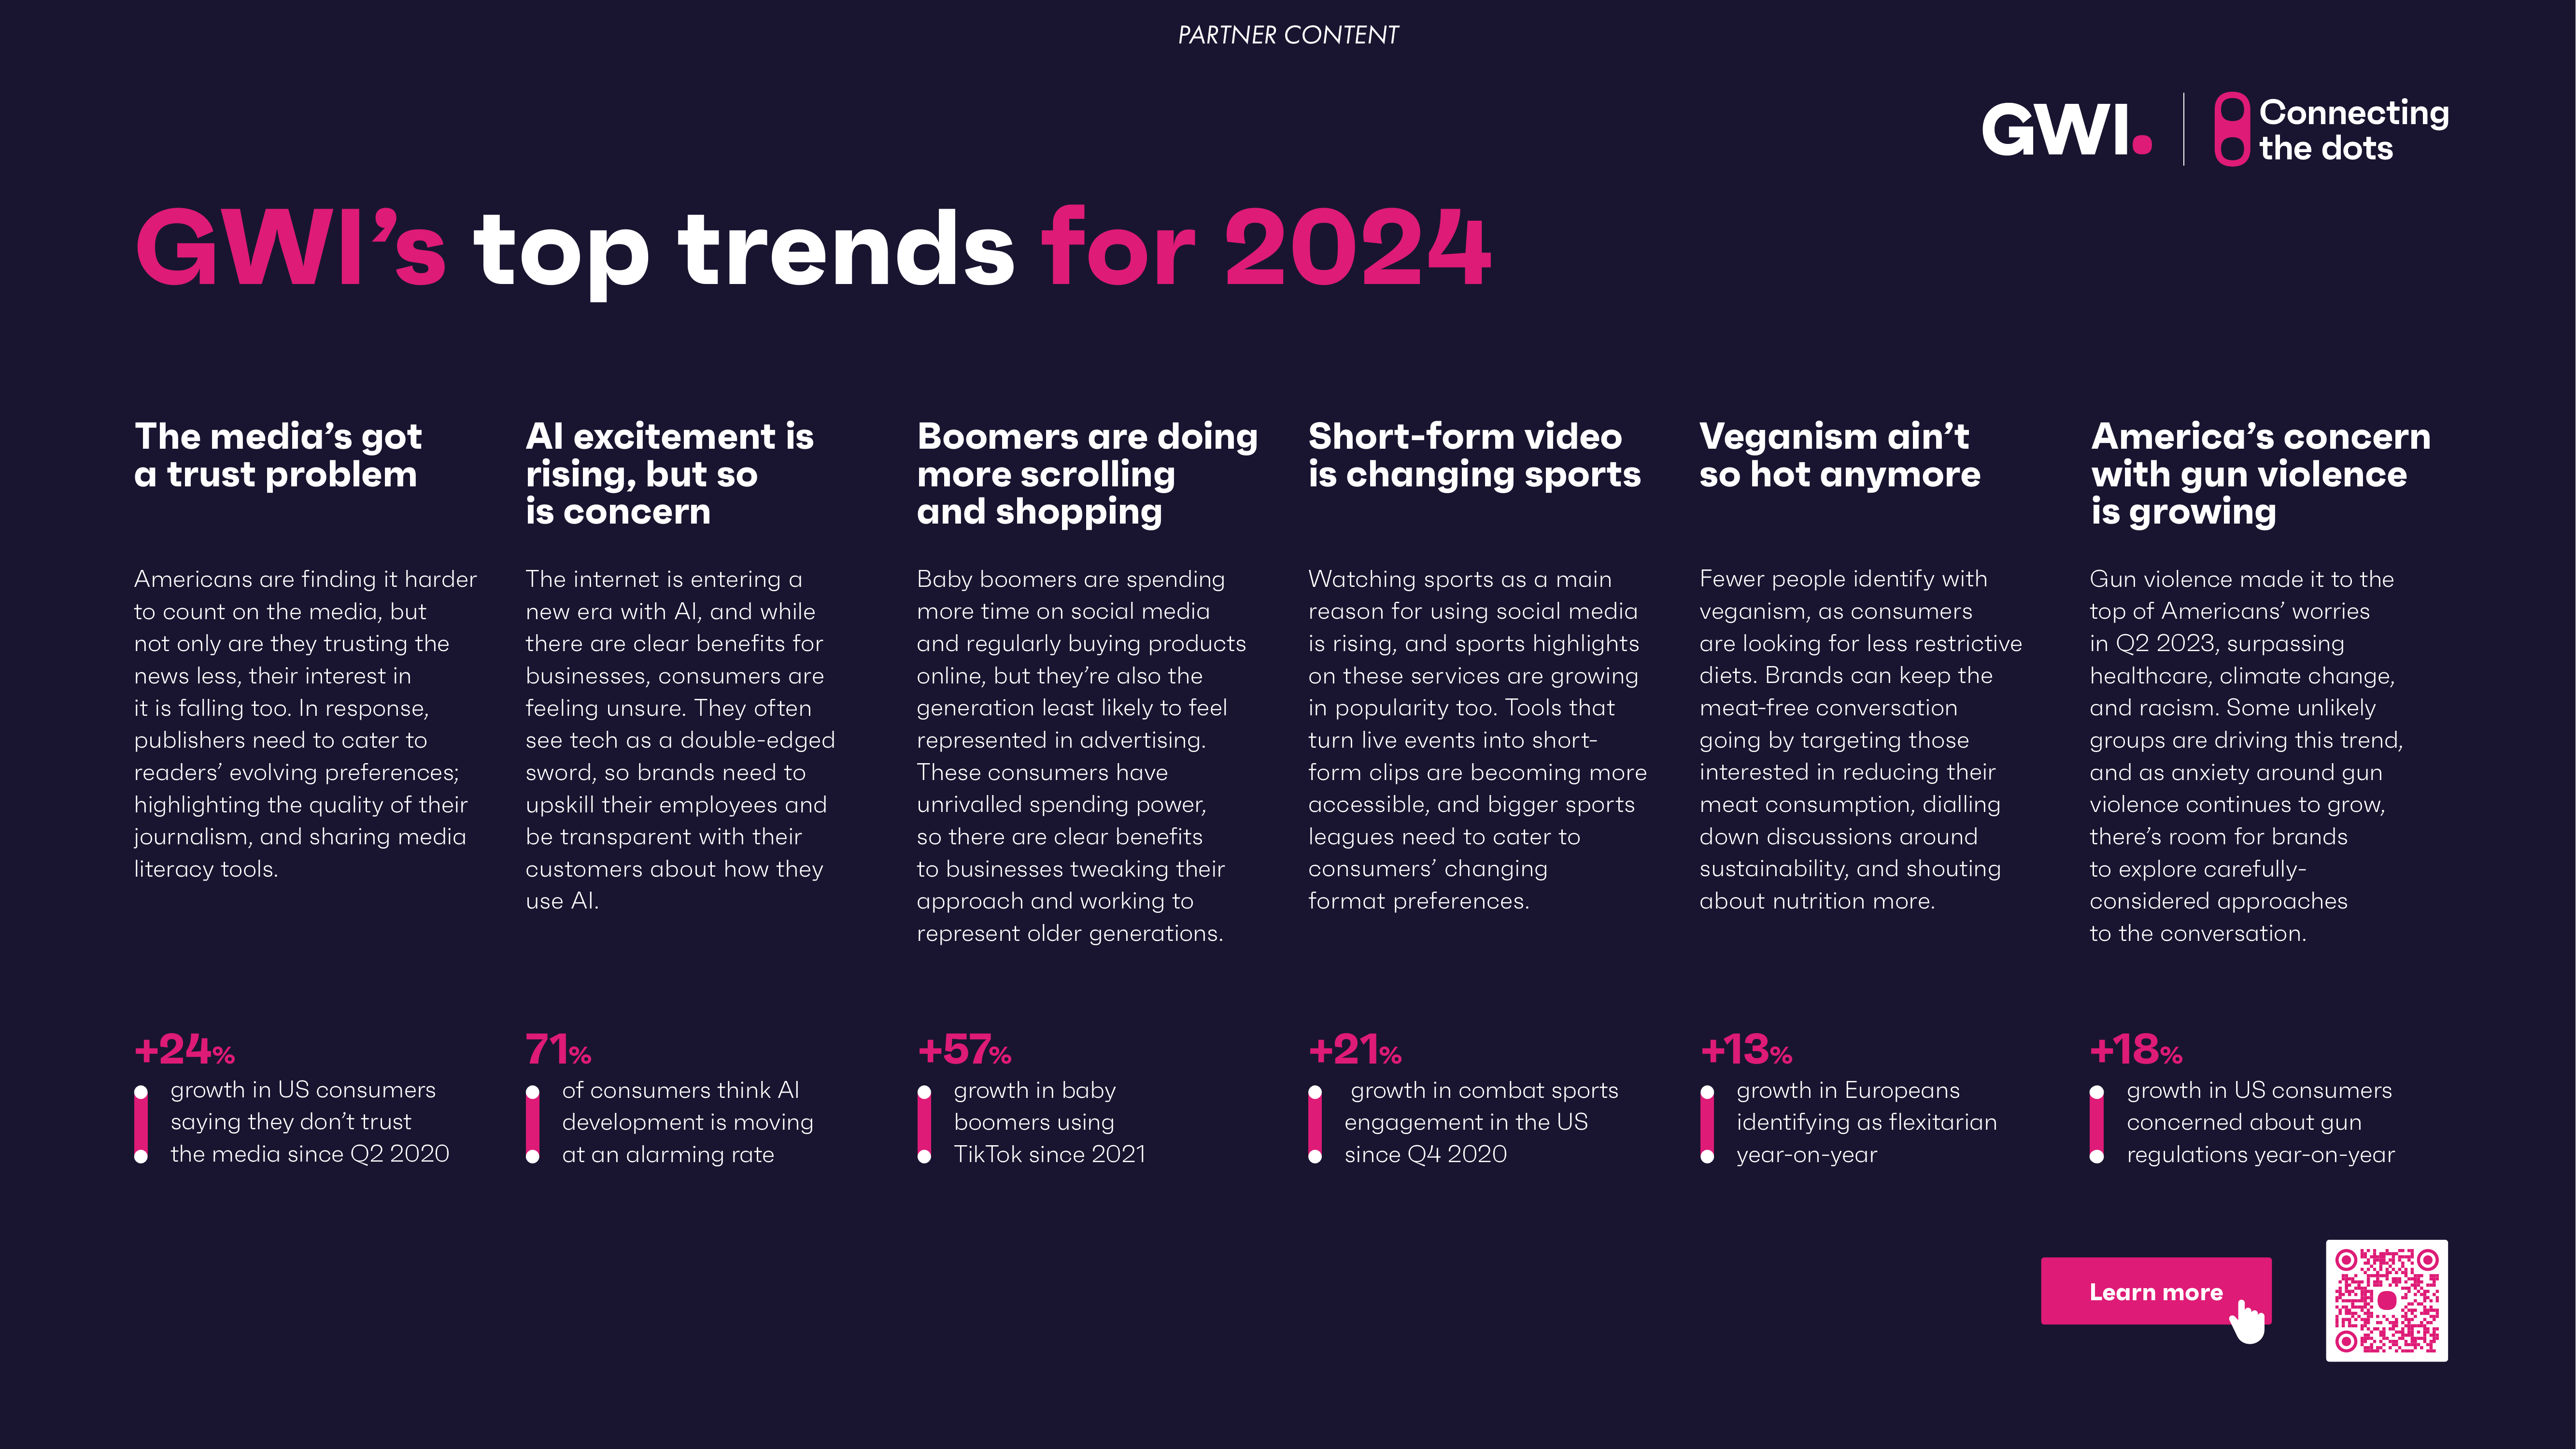 PARTNER CONTENT
GWI.
Connecting
the dots
GWI’s top trends for 2024
The media’s got
a trust problem
Americans are finding it harder
to count on the media, but
not only are they trusting the
news less, their interest in
it is falling too. In response,
publishers need to cater to
readers’ evolving preferences;
highlighting the quality of their
journalism, and sharing media
literacy tools.
+24%
growth in US consumers
saying they don’t trust
the media since Q2 2020
AI excitement is
rising, but so
is concern
The internet is entering a
new era with AI, and while
there are clear benefits for
businesses, consumers are
feeling unsure. They often
see tech as a double-edged
sword, so brands need to
upskill their employees and
be transparent with their
customers about how they
use AI.
71%
of consumers think AI
development is moving
at an alarming rate
Boomers are doing
more scrolling
and shopping
Baby boomers are spending
more time on social media
and regularly buying products
online, but they’re also the
generation least likely to feel
represented in advertising.
These consumers have
unrivalled spending power,
so there are clear benefits
to businesses tweaking their
approach and working to
represent older generations.
+57%
growth in baby
boomers using
TikTok since 2021
Short-form video
is changing sports
Watching sports as a main
reason for using social media
is rising, and sports highlights
on these services are growing
in popularity too. Tools that
turn live events into short-
form clips are becoming more
accessible, and bigger sports
leagues need to cater to
consumers’ changing
format preferences.
+21%
growth in combat sports
engagement in the US
since Q4 2020
Veganism ain’t
so hot anymore
Fewer people identify with
veganism, as consumers
are looking for less restrictive
diets. Brands can keep the
meat-free conversation
going by targeting those
interested in reducing their
meat consumption, dialling
down discussions around
sustainability, and shouting
about nutrition more.
+13%
growth in Europeans
identifying as flexitarian
year-on-year
America’s concern
with gun violence
is growing
Gun violence made it to the
top of Americans’ worries
in Q2 2023, surpassing
healthcare, climate change,
and racism. Some unlikely
groups are driving this trend,
and as anxiety around gun
violence continues to grow,
there’s room for brands
to explore carefully-
considered approaches
to the conversation.
+18%
growth in US consumers
concerned about gun
regulations year-on-year
Learn more